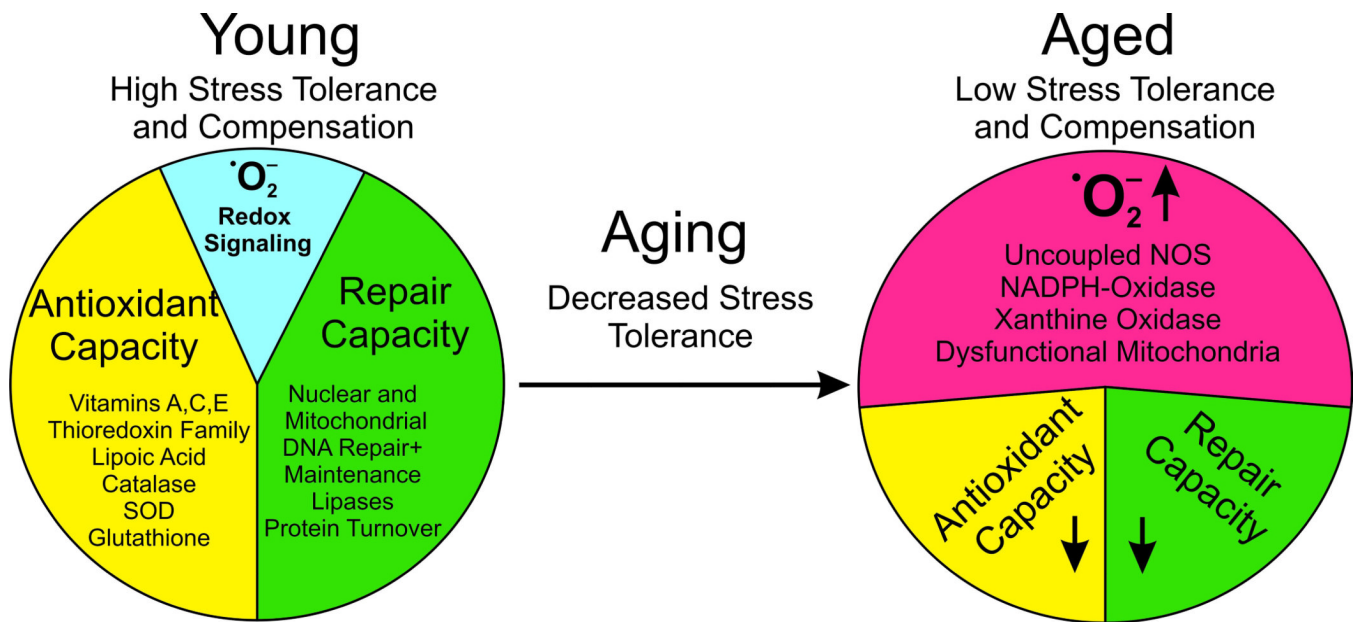 Young
High Stress Tolerance
and Compensation
•O₂⁻
Redox
Signaling
Antioxidant
Capacity
Vitamins A,C,E
Thioredoxin Family
Lipoic Acid
Catalase
SOD
Glutathione
Repair
Capacity
Nuclear and
Mitochondrial
DNA Repair+
Maintenance
Lipases
Protein Turnover
Aging
Decreased Stress
Tolerance
Aged
Low Stress Tolerance
and Compensation
•O₂⁻
Uncoupled NOS
NADPH-Oxidase
Xanthine Oxidase
Dysfunctional Mitochondria
Antioxidant
Capacity
Repair
Capacity